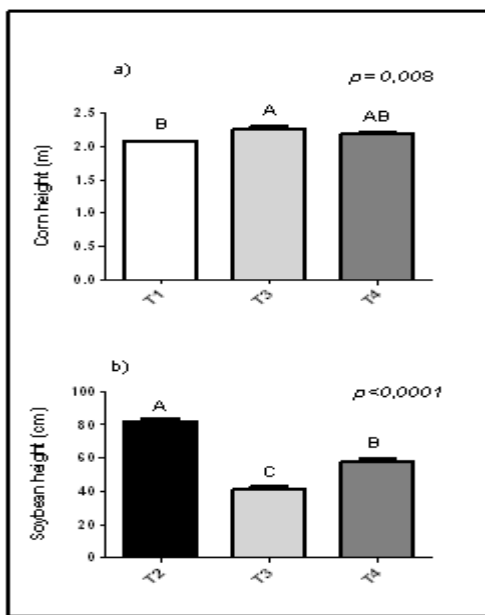 a)
p= 0,008
Corn height (m)
2.5
2.0
1.5
1.0
0.5
0.0
B
A
AB
T1
T3
T4
b)
p<0,0001
Soybean height (cm)
100
80
60
40
20
0
A
C
B
T2
T3
T4